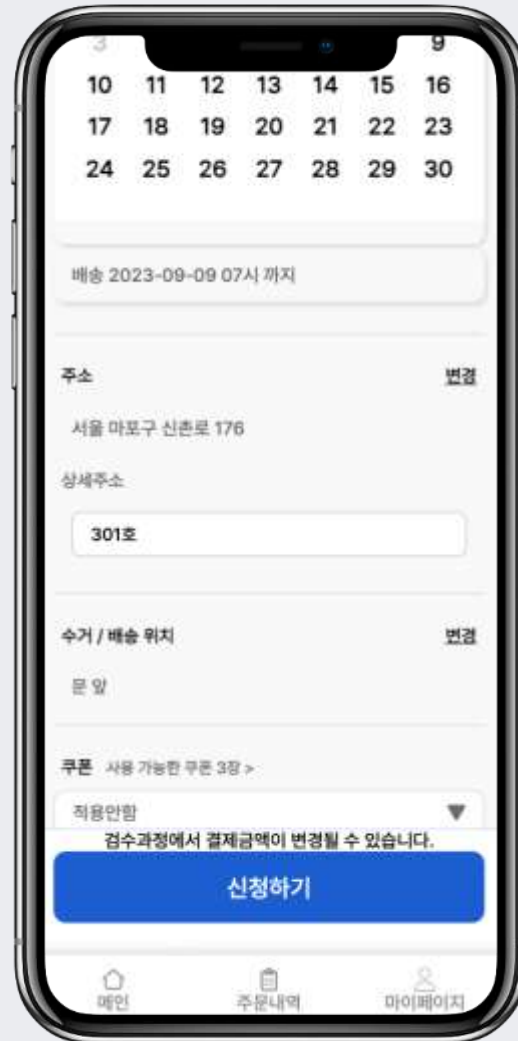 3 9
10 11 12 13 14 15 16
17 18 19 20 21 22 23
24 25 26 27 28 29 30
배송 2023-09-09 07시 까지
주소 변경
서울 마포구 신촌로 176
상세주소
301호
수거 / 배송 위치 변경
문 앞
쿠폰 사용 가능한 쿠폰 3장 >
적용안함 ▼
검수과정에서 결제금액이 변경될 수 있습니다.
신청하기
메인 주문내역 마이페이지